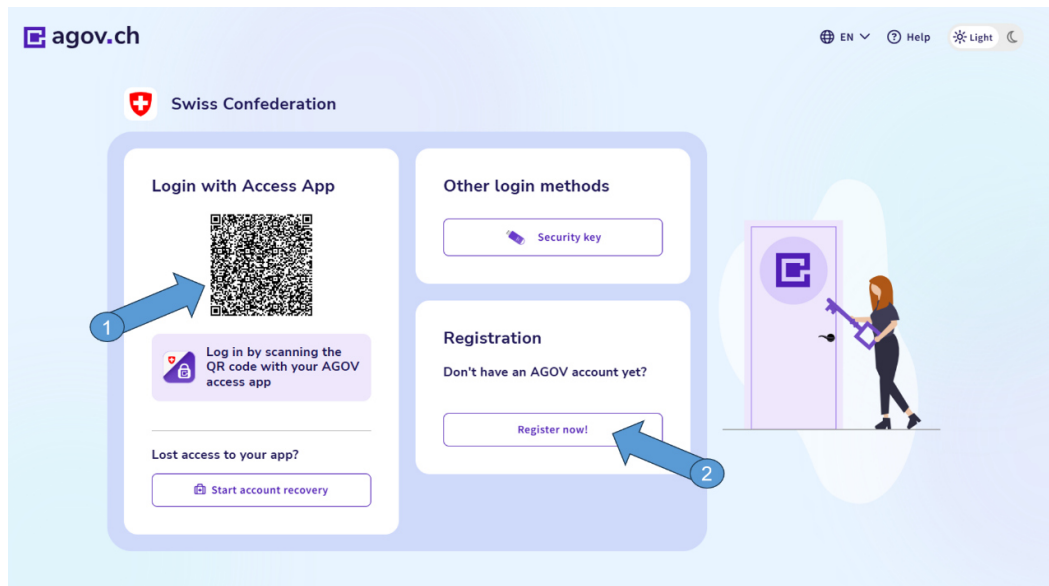 agov.ch
EN
Help
Light
Swiss Confederation
Login with Access App
1
Log in by scanning the
QR code with your AGOV
access app
Lost access to your app?
Start account recovery
Other login methods
Security key
Registration
Don't have an AGOV account yet?
Register now!
2